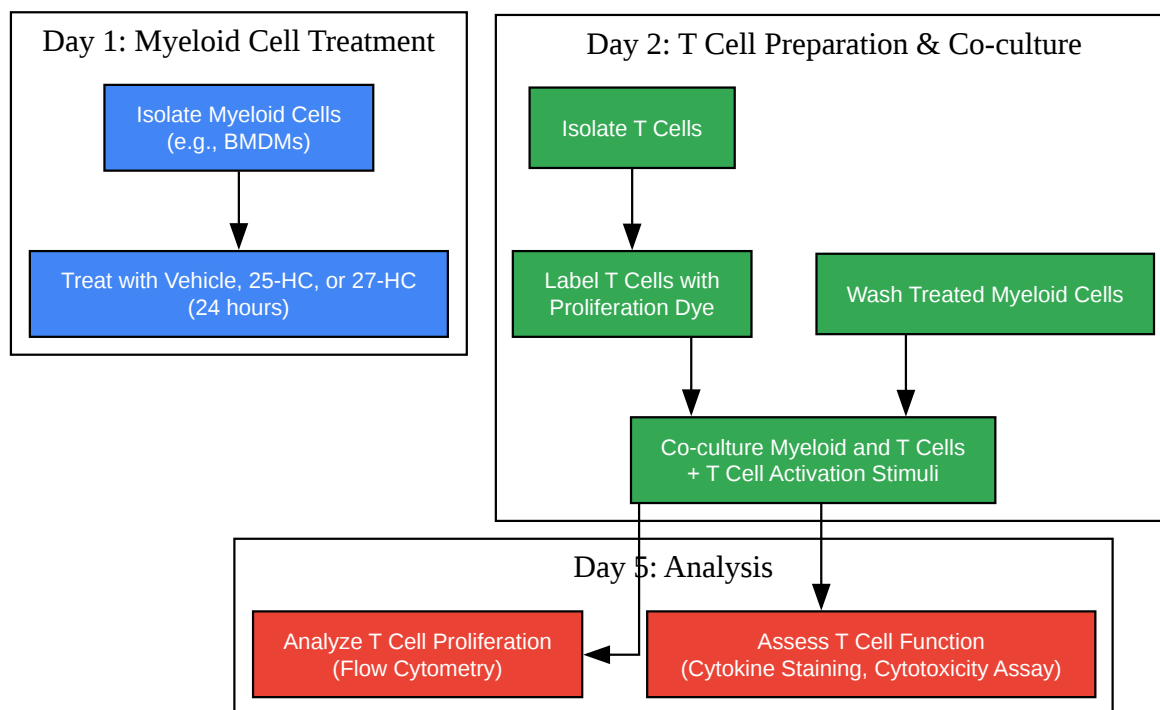 Day 1: Myeloid Cell Treatment
Isolate Myeloid Cells
(e.g., BMDMs)
Treat with Vehicle, 25-HC, or 27-HC
(24 hours)
Day 2: T Cell Preparation & Co-culture
Isolate T Cells
Label T Cells with
Proliferation Dye
Wash Treated Myeloid Cells
Co-culture Myeloid and T Cells
+ T Cell Activation Stimuli
Day 5: Analysis
Analyze T Cell Proliferation
(Flow Cytometry)
Assess T Cell Function
(Cytokine Staining, Cytotoxicity Assay)